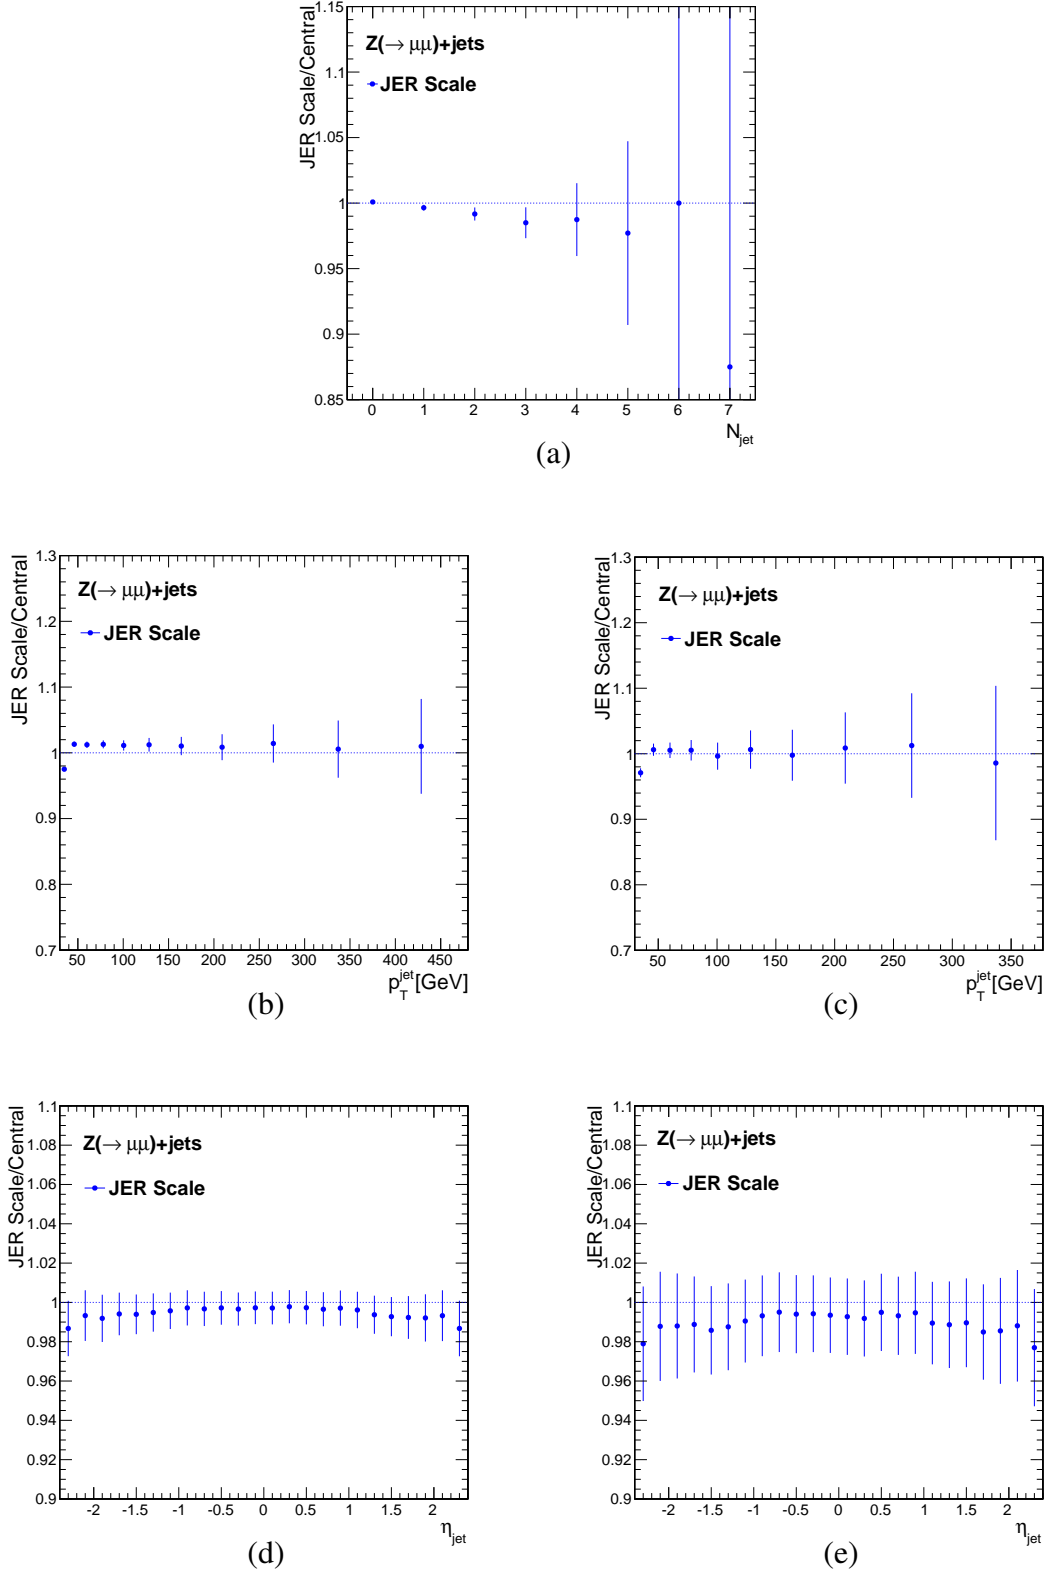 JER Scale/Central
1.15
1.1
1.05
1
0.95
0.9
0.85
Z(→ μμ)+jets
JER Scale
0 1 2 3 4 5 6 7
N_jet
(a)
JER Scale/Central
1.3
1.2
1.1
1
0.9
0.8
0.7
Z(→ μμ)+jets
JER Scale
50 100 150 200 250 300 350 400 450
p_T^jet [GeV]
(b)
JER Scale/Central
1.3
1.2
1.1
1
0.9
0.8
0.7
Z(→ μμ)+jets
JER Scale
50 100 150 200 250 300 350
p_T^jet [GeV]
(c)
JER Scale/Central
1.1
1.08
1.06
1.04
1.02
1
0.98
0.96
0.94
0.92
0.9
Z(→ μμ)+jets
JER Scale
-2 -1.5 -1 -0.5 0 0.5 1 1.5 2
η_jet
(d)
JER Scale/Central
1.1
1.08
1.06
1.04
1.02
1
0.98
0.96
0.94
0.92
0.9
Z(→ μμ)+jets
JER Scale
-2 -1.5 -1 -0.5 0 0.5 1 1.5 2
η_jet
(e)